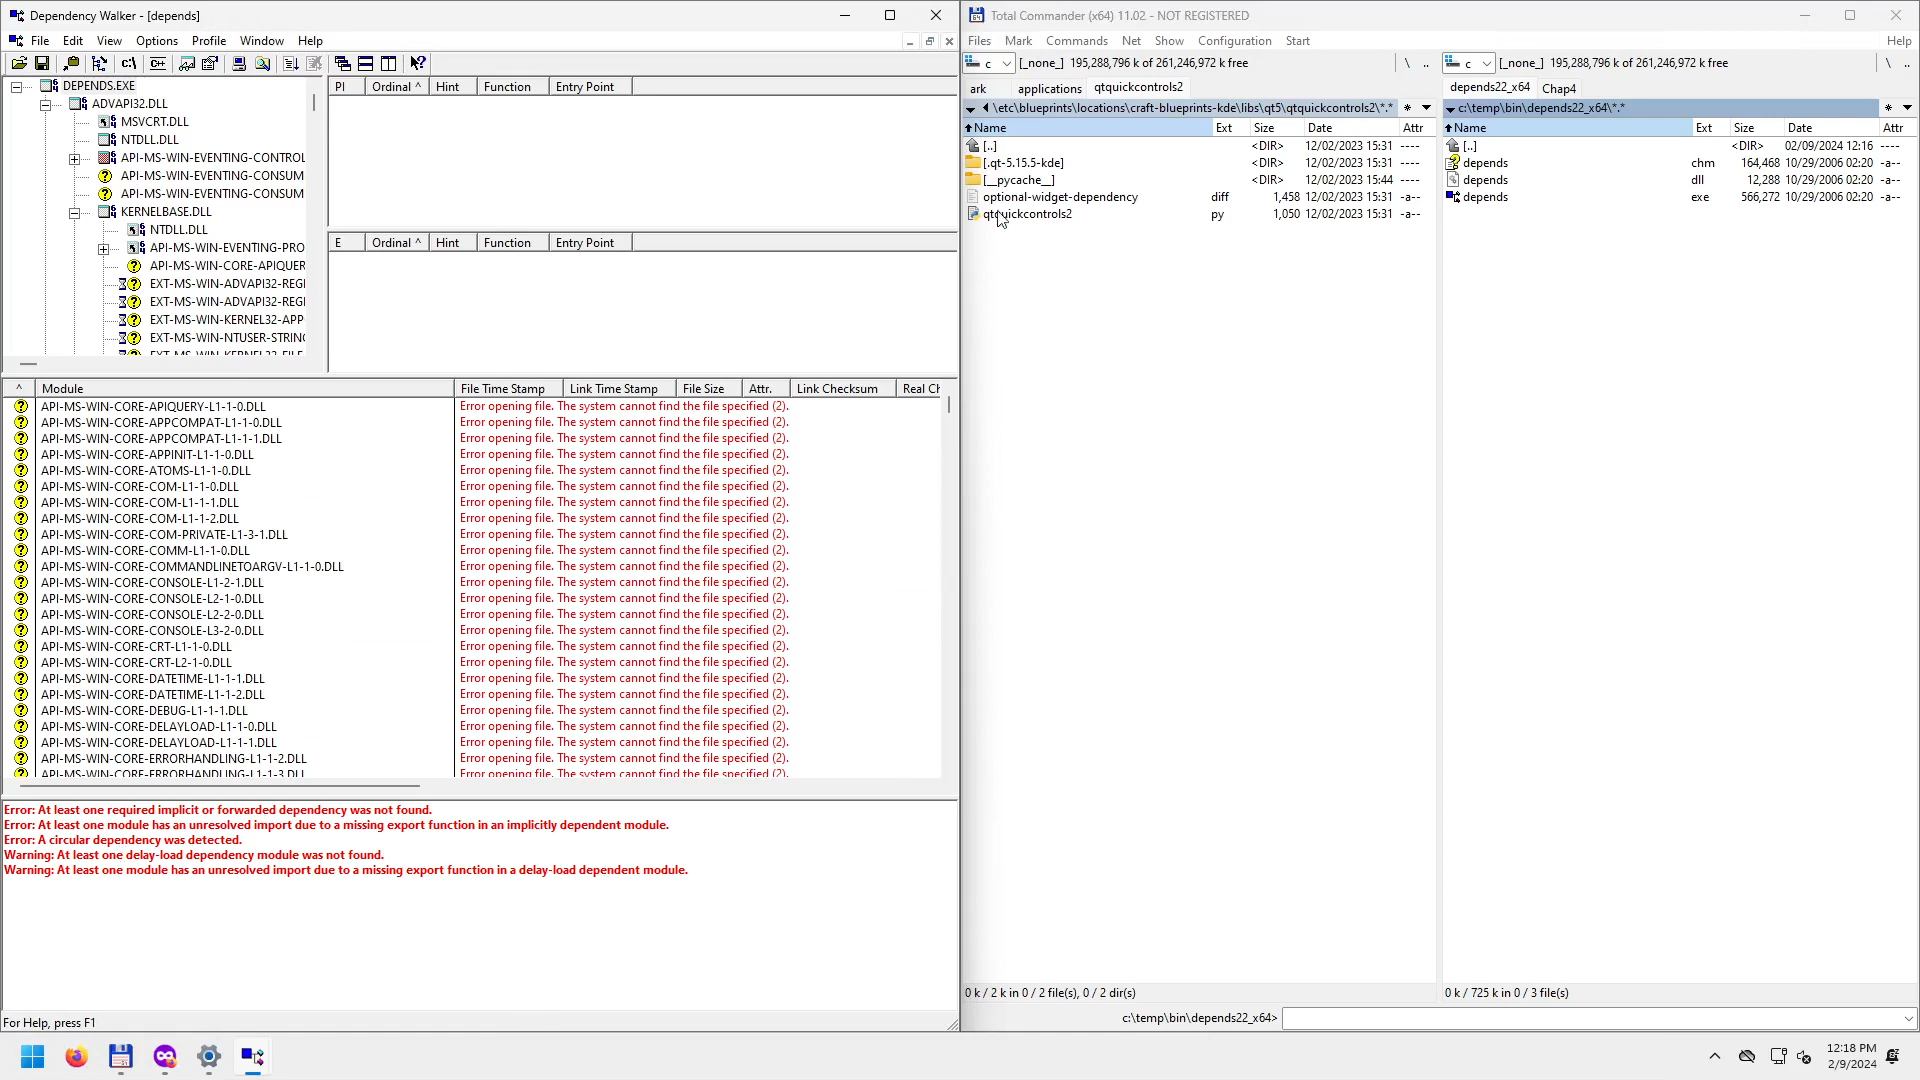 Dependency Walker - [depends]
File Edit View Options Profile Window Help
DEPENDS.EXE
ADVAPI32.DLL
MSVCRT.DLL
NTDLL.DLL
API-MS-WIN-EVENTING-CONTROL
API-MS-WIN-EVENTING-CONSUM
API-MS-WIN-EVENTING-CONSUM
KERNELBASE.DLL
NTDLL.DLL
API-MS-WIN-EVENTING-PRO
API-MS-WIN-CORE-APIQUER
EXT-MS-WIN-ADVAPI32-REGI
EXT-MS-WIN-ADVAPI32-REGI
EXT-MS-WIN-KERNEL32-APP
EXT-MS-WIN-NTUSER-STRING
EXT-MS-WIN-KERNEL32-FILE
PI Ordinal ^ Hint Function Entry Point
E Ordinal ^ Hint Function Entry Point
^ Module File Time Stamp Link Time Stamp File Size Attr. Link Checksum Real Ch
API-MS-WIN-CORE-APIQUERY-L1-1-0.DLL Error opening file. The system cannot find the file specified (2).
API-MS-WIN-CORE-APPCOMPAT-L1-1-0.DLL Error opening file. The system cannot find the file specified (2).
API-MS-WIN-CORE-APPCOMPAT-L1-1-1.DLL Error opening file. The system cannot find the file specified (2).
API-MS-WIN-CORE-APPINIT-L1-1-0.DLL Error opening file. The system cannot find the file specified (2).
API-MS-WIN-CORE-ATOMS-L1-1-0.DLL Error opening file. The system cannot find the file specified (2).
API-MS-WIN-CORE-COM-L1-1-0.DLL Error opening file. The system cannot find the file specified (2).
API-MS-WIN-CORE-COM-L1-1-1.DLL Error opening file. The system cannot find the file specified (2).
API-MS-WIN-CORE-COM-L1-1-2.DLL Error opening file. The system cannot find the file specified (2).
API-MS-WIN-CORE-COM-PRIVATE-L1-3-1.DLL Error opening file. The system cannot find the file specified (2).
API-MS-WIN-CORE-COMM-L1-1-0.DLL Error opening file. The system cannot find the file specified (2).
API-MS-WIN-CORE-COMMANDLINETOARGV-L1-1-0.DLL Error opening file. The system cannot find the file specified (2).
API-MS-WIN-CORE-CONSOLE-L1-2-1.DLL Error opening file. The system cannot find the file specified (2).
API-MS-WIN-CORE-CONSOLE-L2-1-0.DLL Error opening file. The system cannot find the file specified (2).
API-MS-WIN-CORE-CONSOLE-L2-2-0.DLL Error opening file. The system cannot find the file specified (2).
API-MS-WIN-CORE-CONSOLE-L3-2-0.DLL Error opening file. The system cannot find the file specified (2).
API-MS-WIN-CORE-CRT-L1-1-0.DLL Error opening file. The system cannot find the file specified (2).
API-MS-WIN-CORE-CRT-L2-1-0.DLL Error opening file. The system cannot find the file specified (2).
API-MS-WIN-CORE-DATETIME-L1-1-1.DLL Error opening file. The system cannot find the file specified (2).
API-MS-WIN-CORE-DATETIME-L1-1-2.DLL Error opening file. The system cannot find the file specified (2).
API-MS-WIN-CORE-DEBUG-L1-1-1.DLL Error opening file. The system cannot find the file specified (2).
API-MS-WIN-CORE-DELAYLOAD-L1-1-0.DLL Error opening file. The system cannot find the file specified (2).
API-MS-WIN-CORE-DELAYLOAD-L1-1-1.DLL Error opening file. The system cannot find the file specified (2).
API-MS-WIN-CORE-ERRORHANDLING-L1-1-2.DLL Error opening file. The system cannot find the file specified (2).
API-MS-WIN-CORE-ERRORHANDLING-L1-1-3.DLL Error opening file. The system cannot find the file specified (2).
Error: At least one required implicit or forwarded dependency was not found.
Error: At least one module has an unresolved import due to a missing export function in an implicitly dependent module.
Error: A circular dependency was detected.
Warning: At least one delay-load dependency module was not found.
Warning: At least one module has an unresolved import due to a missing export function in a delay-load dependent module.
For Help, press F1
Total Commander (x64) 11.02 - NOT REGISTERED
Files Mark Commands Net Show Configuration Start Help
c [_none_] 195,288,796 k of 261,246,972 k free \ ..
ark applications qtquickcontrols2
\etc\blueprints\locations\craft-blueprints-kde\libs\qt5\qtquickcontrols2\*.* *
Name Ext Size Date Attr
[..] <DIR> 12/02/2023 15:31 ----
[.qt-5.15.5-kde] <DIR> 12/02/2023 15:31 ----
[__pycache__] <DIR> 12/02/2023 15:44 ----
optional-widget-dependency diff 1,458 12/02/2023 15:31 -a--
qtquickcontrols2 py 1,050 12/02/2023 15:31 -a--
0 k / 2 k in 0 / 2 file(s), 0 / 2 dir(s)
c [_none_] 195,288,796 k of 261,246,972 k free \ ..
depends22_x64 Chap4
c:\temp\bin\depends22_x64\*.* *
Name Ext Size Date Attr
[..] <DIR> 02/09/2024 12:16 ----
depends chm 164,468 10/29/2006 02:20 -a--
depends dll 12,288 10/29/2006 02:20 -a--
depends exe 566,272 10/29/2006 02:20 -a--
0 k / 725 k in 0 / 3 file(s)
c:\temp\bin\depends22_x64>
12:18 PM
2/9/2024